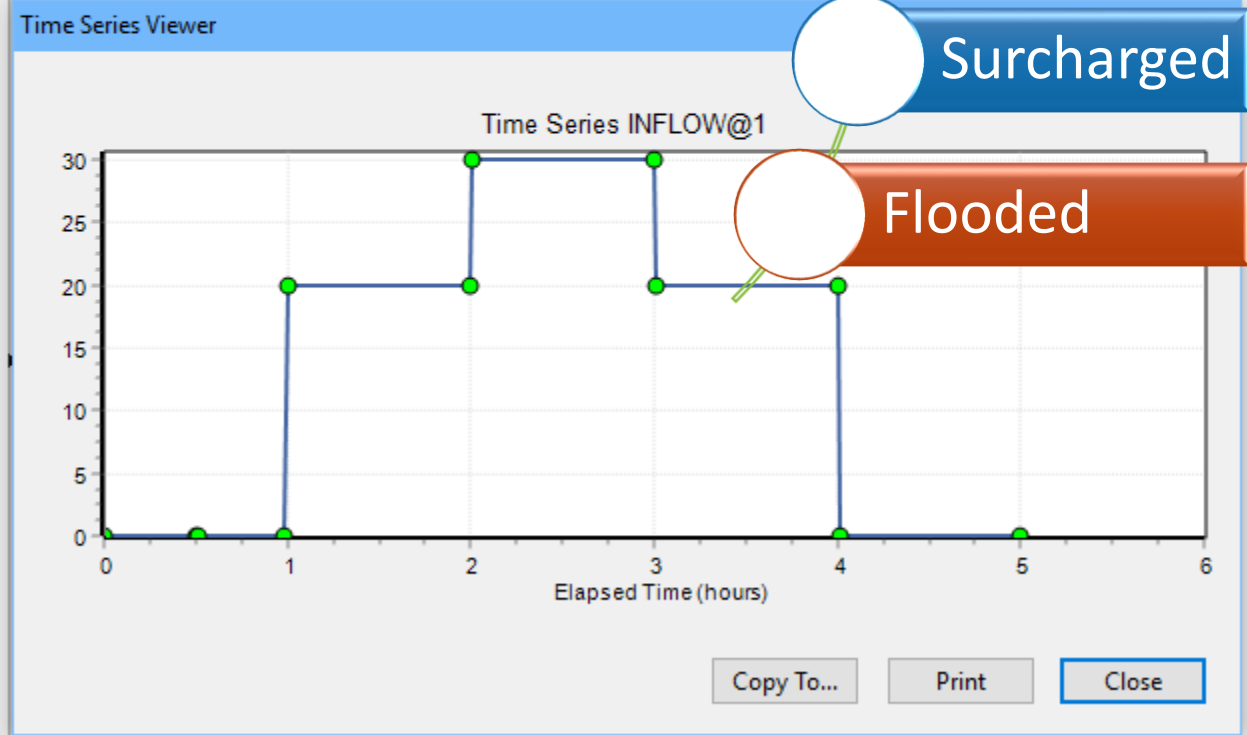 Time Series Viewer
Surcharged
Time Series INFLOW@1
Flooded
30
25
20
15
10
5
0
0 1 2 3 4 5 6
Elapsed Time (hours)
Copy To... Print Close